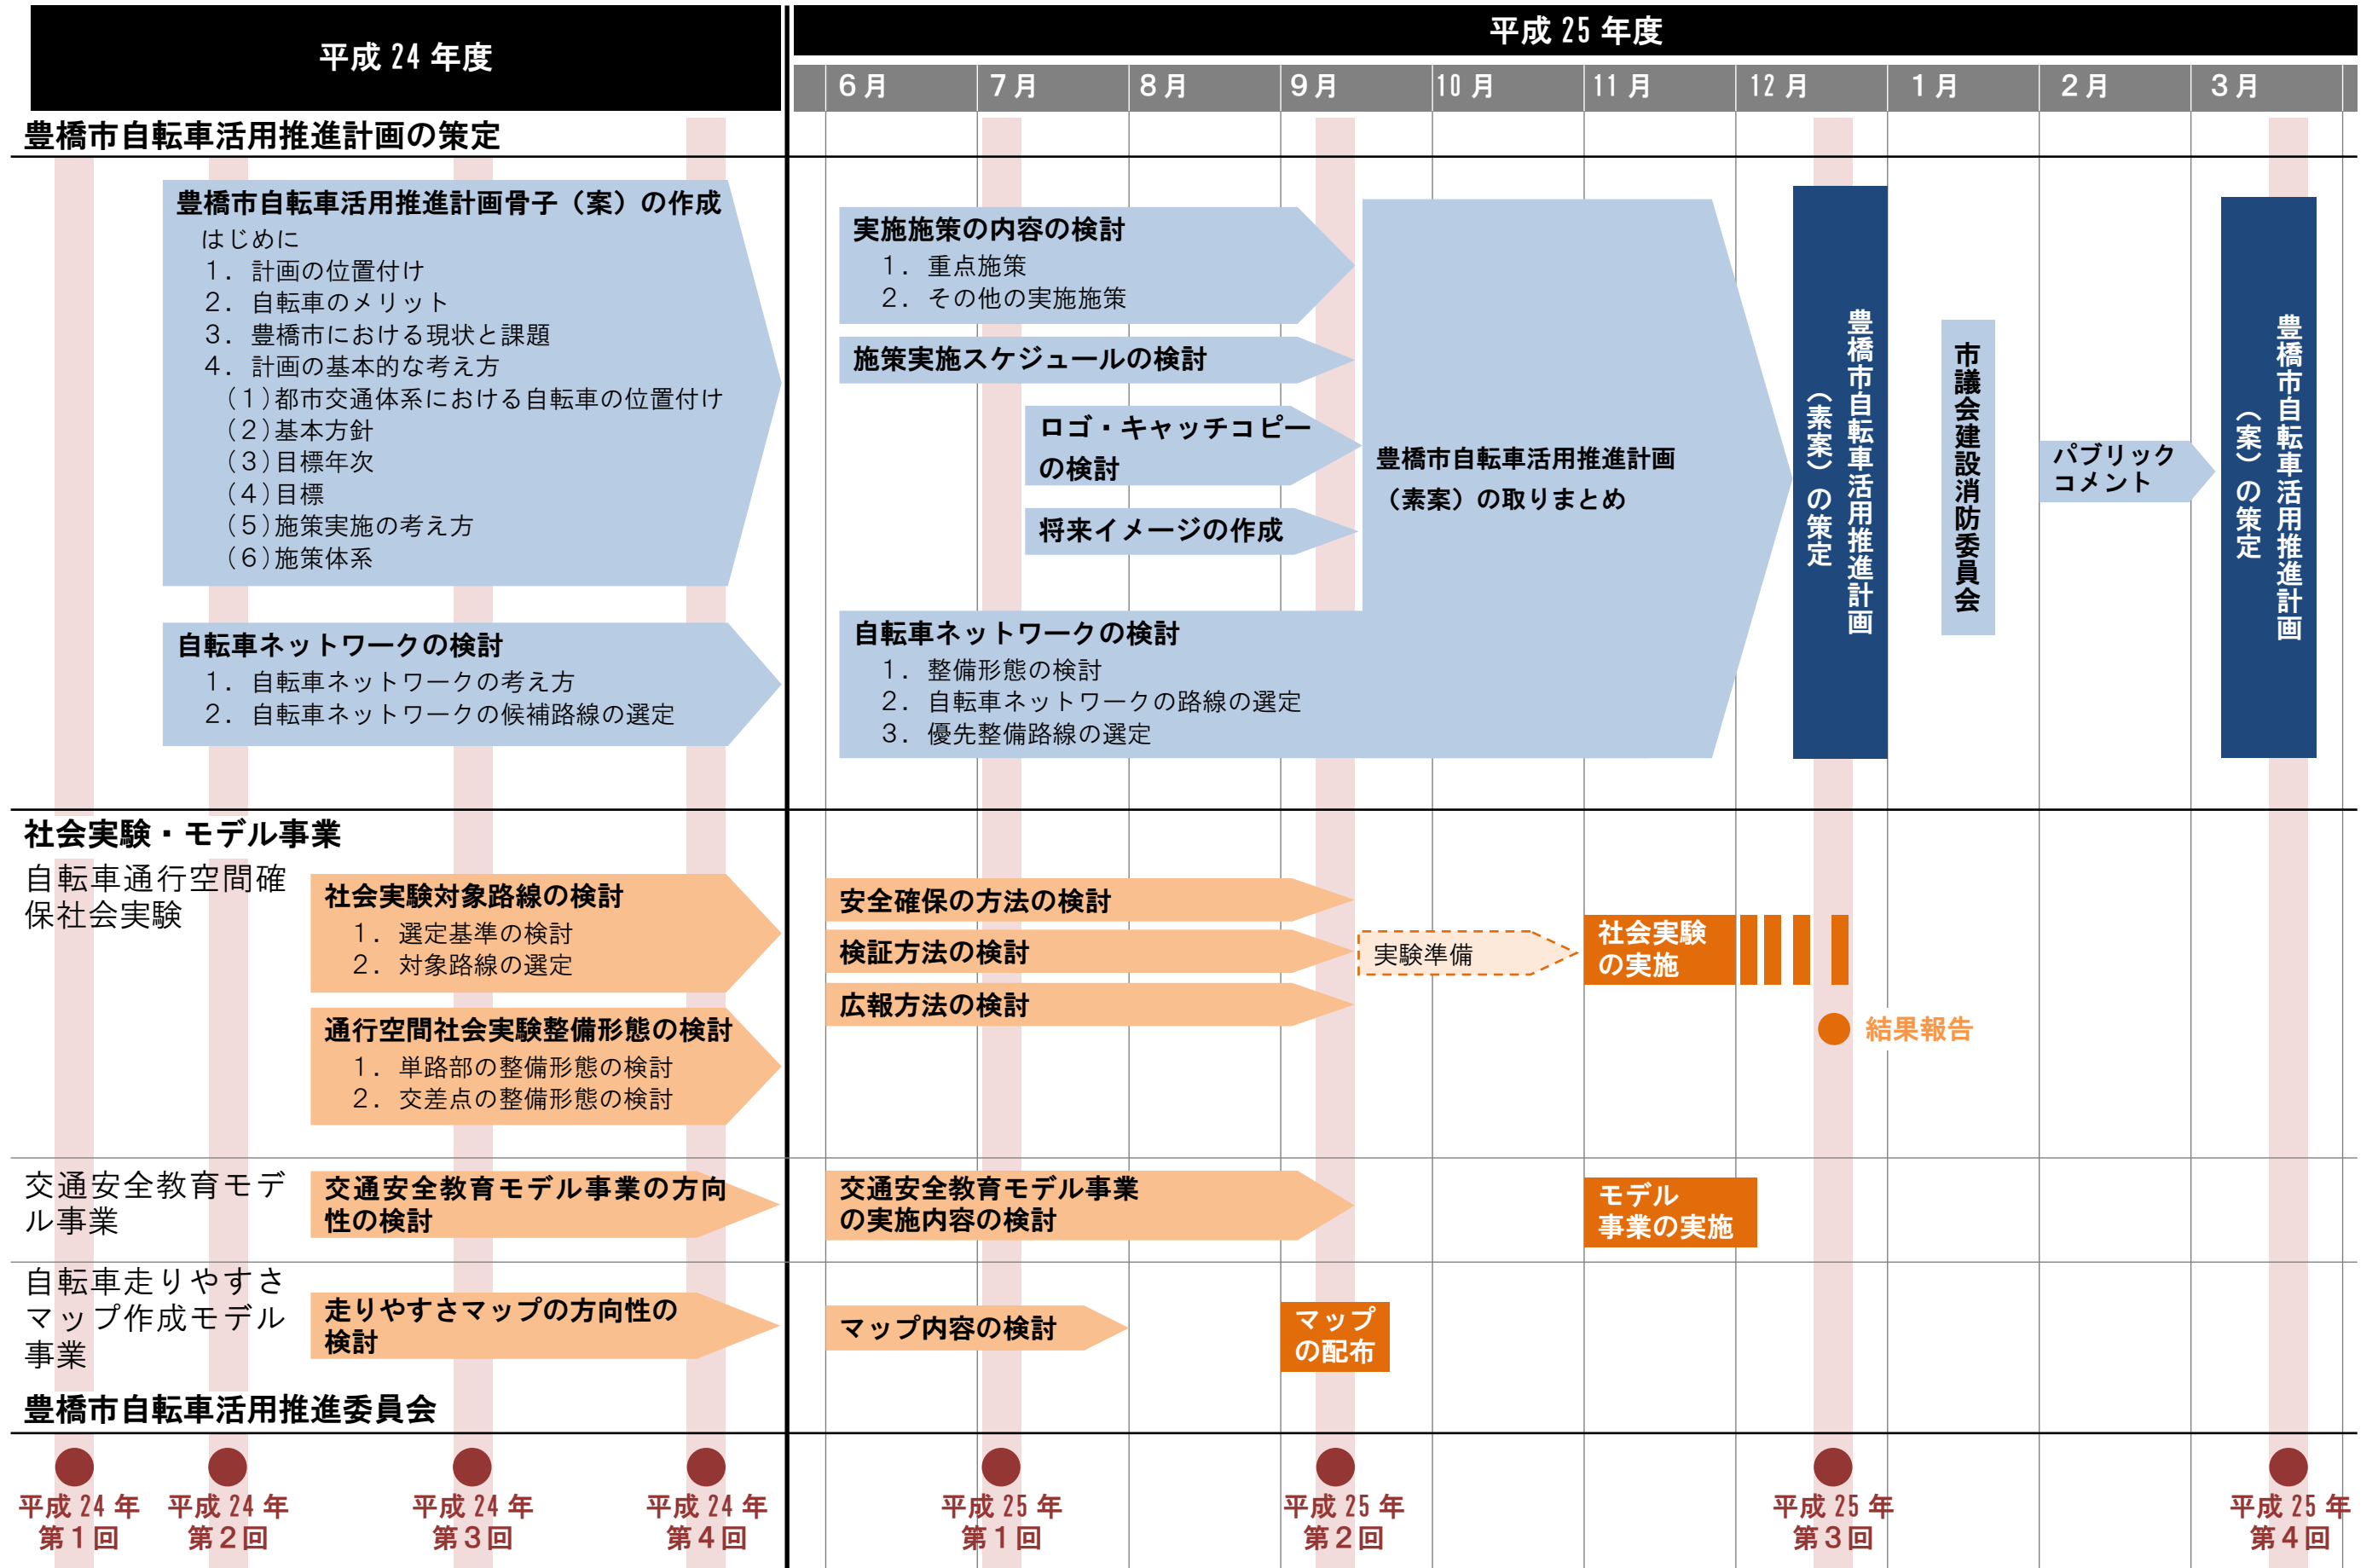 平成 24 年度
平成 25 年度
6月
7月
8月
9月
10 月
11 月
12 月
1月
2月
3月
豊橋市自転車活用推進計画の策定
豊橋市自転車活用推進計画骨子（案）の作成
はじめに
1．計画の位置付け
2．自転車のメリット
3．豊橋市における現状と課題
4．計画の基本的な考え方
(1)都市交通体系における自転車の位置付け
(2)基本方針
(3)目標年次
(4)目標
(5)施策実施の考え方
(6)施策体系
自転車ネットワークの検討
1．自転車ネットワークの考え方
2．自転車ネットワークの候補路線の選定
実施施策の内容の検討
1．重点施策
2．その他の実施施策
施策実施スケジュールの検討
ロゴ・キャッチコピー
の検討
将来イメージの作成
豊橋市自転車活用推進計画
（素案）の取りまとめ
自転車ネットワークの検討
1．整備形態の検討
2．自転車ネットワークの路線の選定
3．優先整備路線の選定
豊橋市自転車活用推進計画
（素案）の策定
市議会建設消防委員会
パブリック
コメント
豊橋市自転車活用推進計画
（案）の策定
社会実験・モデル事業
自転車通行空間確
保社会実験
社会実験対象路線の検討
1．選定基準の検討
2．対象路線の選定
通行空間社会実験整備形態の検討
1．単路部の整備形態の検討
2．交差点の整備形態の検討
安全確保の方法の検討
検証方法の検討
広報方法の検討
実験準備
社会実験
の実施
結果報告
交通安全教育モデ
ル事業
交通安全教育モデル事業の方向
性の検討
交通安全教育モデル事業
の実施内容の検討
モデル
事業の実施
自転車走りやすさ
マップ作成モデル
事業
走りやすさマップの方向性の
検討
マップ内容の検討
マップ
の配布
豊橋市自転車活用推進委員会
平成 24 年
第1回
平成 24 年
第2回
平成 24 年
第3回
平成 24 年
第4回
平成 25 年
第1回
平成 25 年
第2回
平成 25 年
第3回
平成 25 年
第4回